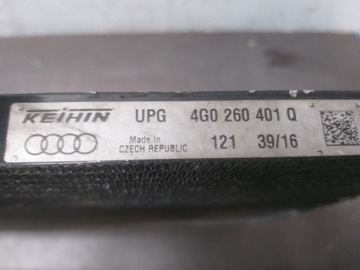 KEIHIN UPG 4G0 260 401 Q
Made in
CZECH REPUBLIC 121 39/16